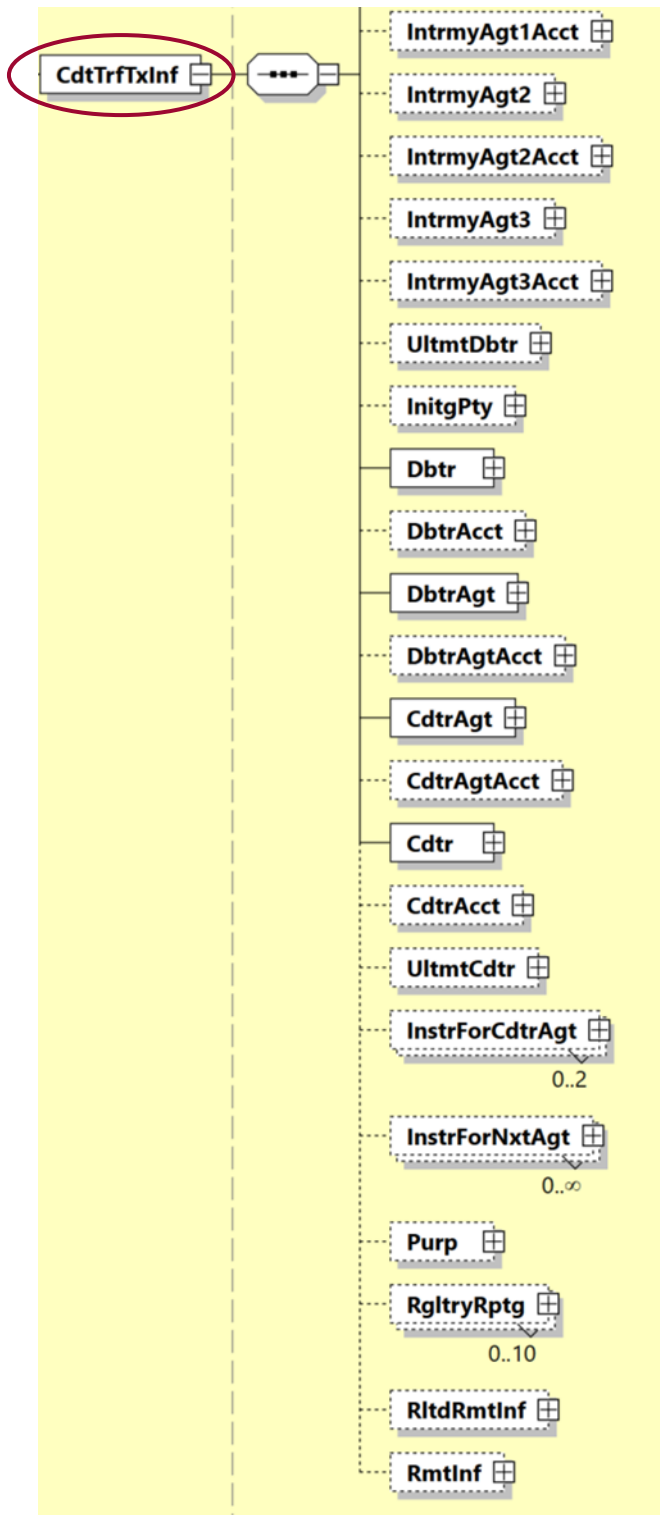 IntrmyAgt1Acct
CdtTrfTxInf
IntrmyAgt2
IntrmyAgt2Acct
IntrmyAgt3
IntrmyAgt3Acct
UltmtDbtr
InitgPty
Dbtr
DbtrAcct
DbtrAgt
DbtrAgtAcct
CdtrAgt
CdtrAgtAcct
Cdtr
CdtrAcct
UltmtCdtr
InstrForCdtrAgt
0..2
InstrForNxtAgt
0..∞
Purp
RgltryRptg
0..10
RltdRmtInf
RmtInf